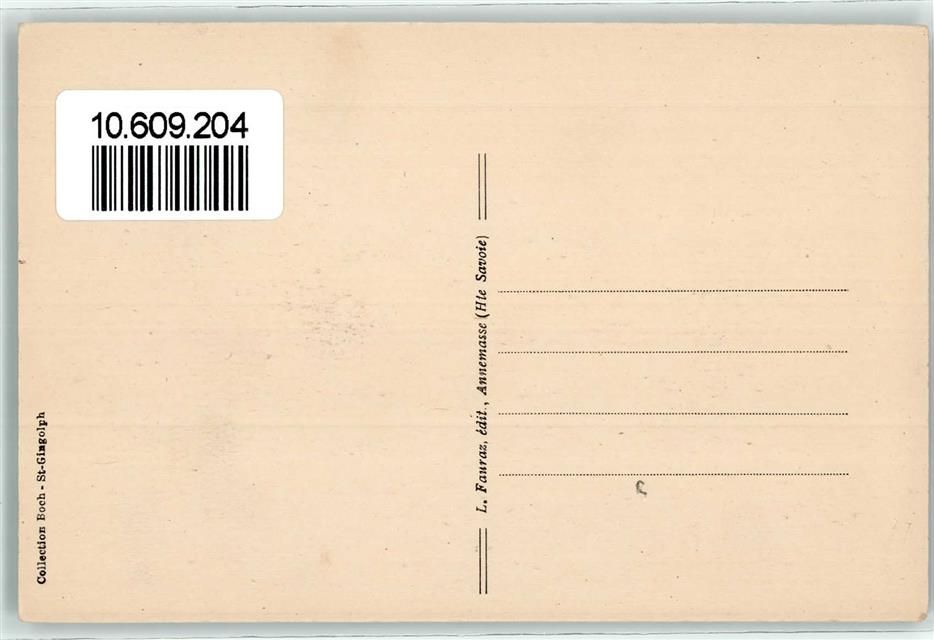 10.609.204
L. Fauraz, édit., Annemasse (Hte Savoie)
Collection Boch - St-Gingolph